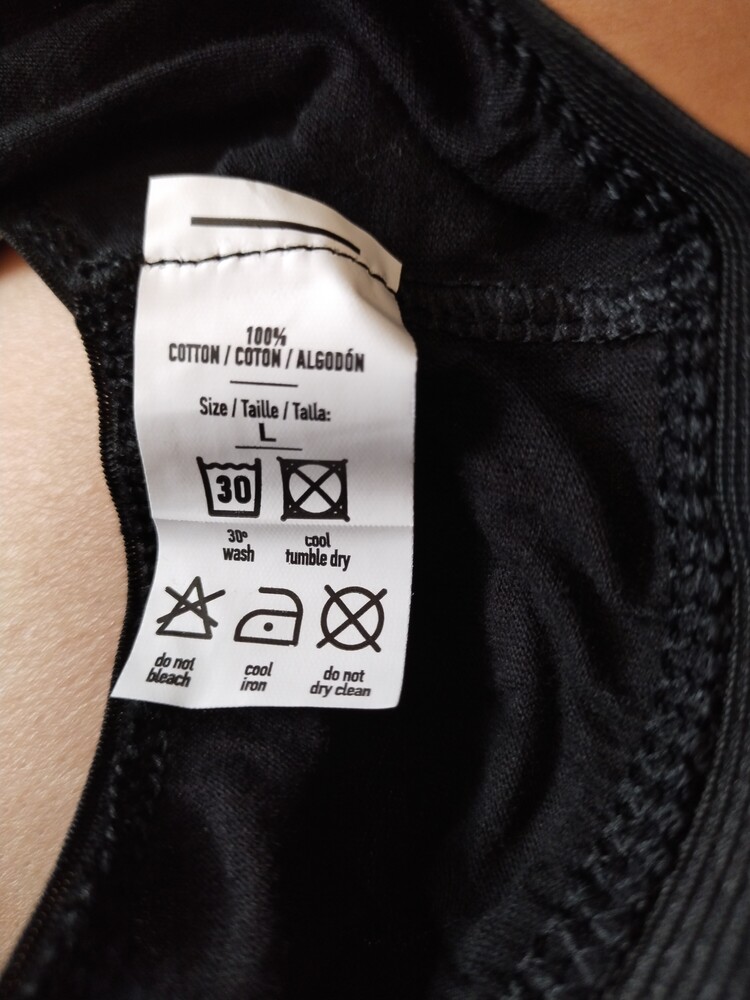 100%
COTTON / COTON / ALGODÓN
Size / Taille / Talla:
L
30
30°
wash
cool
tumble dry
do not
bleach
cool
iron
do not
dry clean